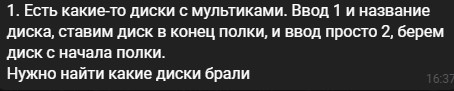 1. Есть какие-то диски с мультиками. Ввод 1 и название
диска, ставим диск в конец полки, и ввод просто 2, берем
диск с начала полки.
Нужно найти какие диски брали
16:37